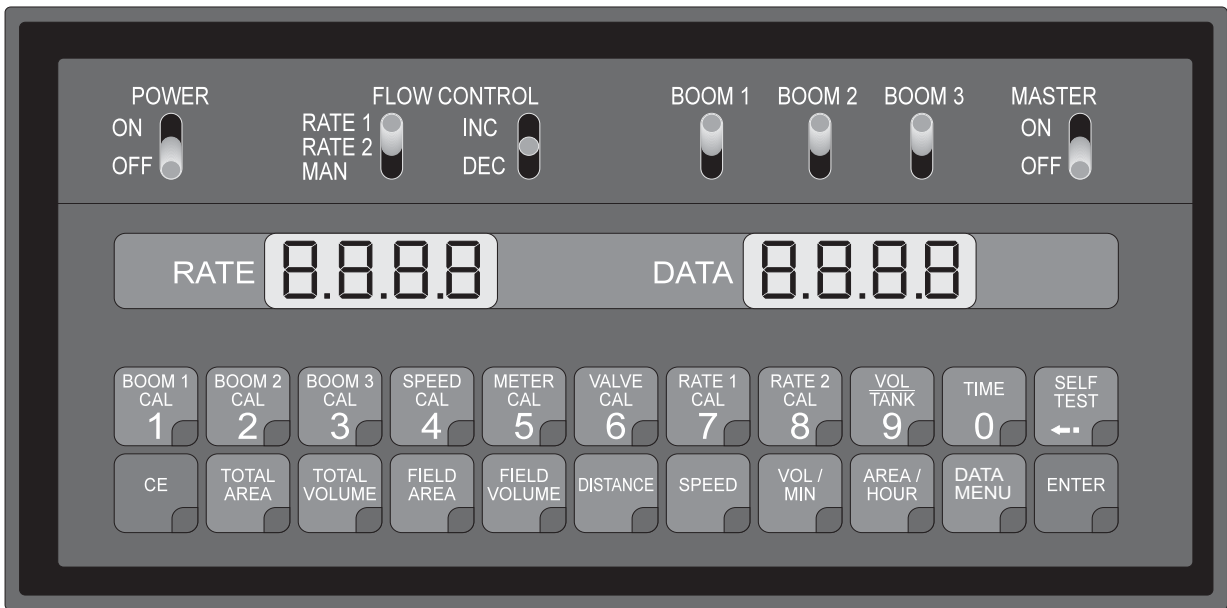 POWER
ON
OFF
FLOW CONTROL
RATE 1
RATE 2
MAN
INC
DEC
BOOM 1
BOOM 2
BOOM 3
MASTER
ON
OFF
RATE
8.8.8.8
DATA
8.8.8.8
BOOM 1
CAL
1
BOOM 2
CAL
2
BOOM 3
CAL
3
SPEED
CAL
4
METER
CAL
5
VALVE
CAL
6
RATE 1
CAL
7
RATE 2
CAL
8
VOL
TANK
9
TIME
0
SELF
TEST
CE
TOTAL
AREA
TOTAL
VOLUME
FIELD
AREA
FIELD
VOLUME
DISTANCE
SPEED
VOL /
MIN
AREA /
HOUR
DATA
MENU
ENTER